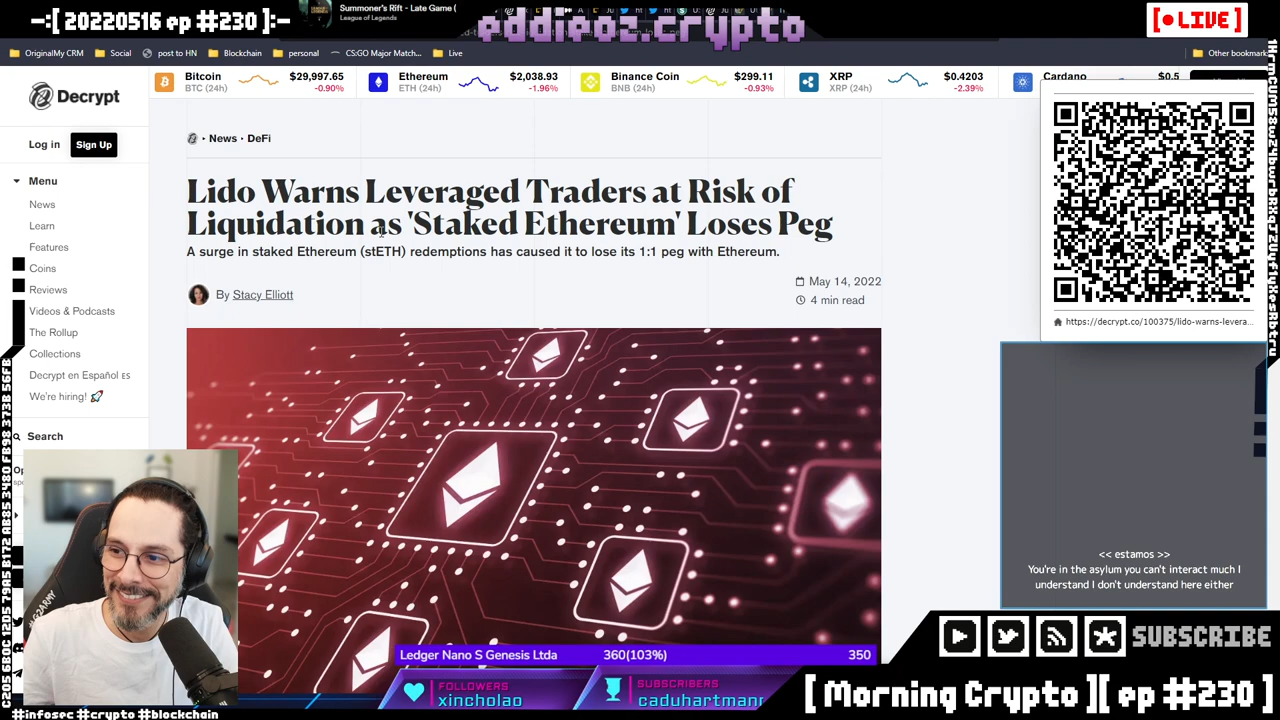 -:[ 20220516 ep #230]:-
Summoner's Rift - Late Game (
League of Legends
eddieoz.crypto
[● LIVE]
OriginalMy CRM
Social
post to HN
Blockchain
personal
CS:GO Major Match...
Live
Other bookmark
Decrypt
Bitcoin $29,997.65
BTC (24h) -0.90%
Ethereum $2,038.93
ETH (24h) -1.96%
Binance Coin $299.11
BNB (24h) -0.93%
XRP $0.4203
XRP (24h) -2.39%
Cardano $0.5
Log in Sign Up
Menu
News
Learn
Features
Coins
Reviews
Videos & Podcasts
The Rollup
Collections
Decrypt en Español ES
We're hiring! 🚀
Search
• News • DeFi
Lido Warns Leveraged Traders at Risk of
Liquidation as 'Staked Ethereum' Loses Peg
A surge in staked Ethereum (stETH) redemptions has caused it to lose its 1:1 peg with Ethereum.
By Stacy Elliott
May 14, 2022
4 min read
https://decrypt.co/100375/lido-warns-levera...
<< estamos >>
You're in the asylum you can't interact much I
understand I don't understand here either
Ledger Nano S Genesis Ltda 360(103%) 350
FOLLOWERS
xincholao
SUBSCRIBERS
caduhartmann
SUBSCRIBE
[ Morning Crypto ][ ep #230 ]
#infosec #crypto #blockchain